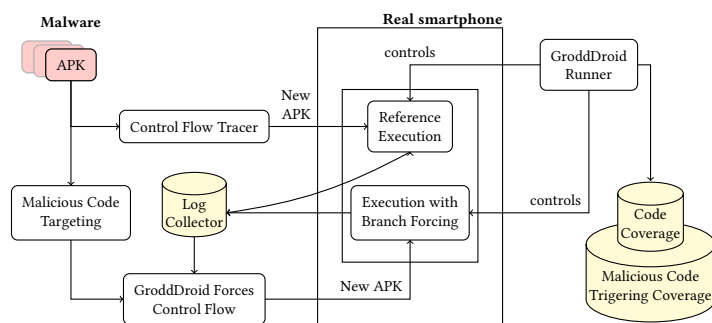 Malware
Real smartphone
APK
controls
GroddDroid
Runner
New
APK
Control Flow Tracer
Reference
Execution
Malicious Code
Targeting
Log
Collector
Execution with
Branch Forcing
controls
Code
Coverage
Malicious Code
Trigering Coverage
GroddDroid Forces
Control Flow
New APK